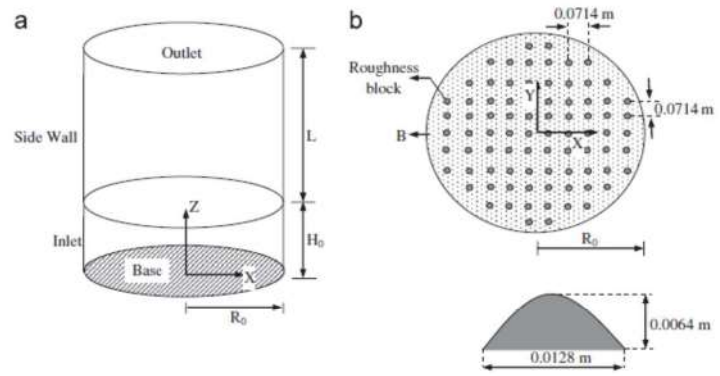 a
Outlet
Side Wall
L
Z
Inlet
H₀
Base
X
R₀
b
0.0714 m
Roughness
block
Y
0.0714 m
B
X
R₀
0.0064 m
0.0128 m